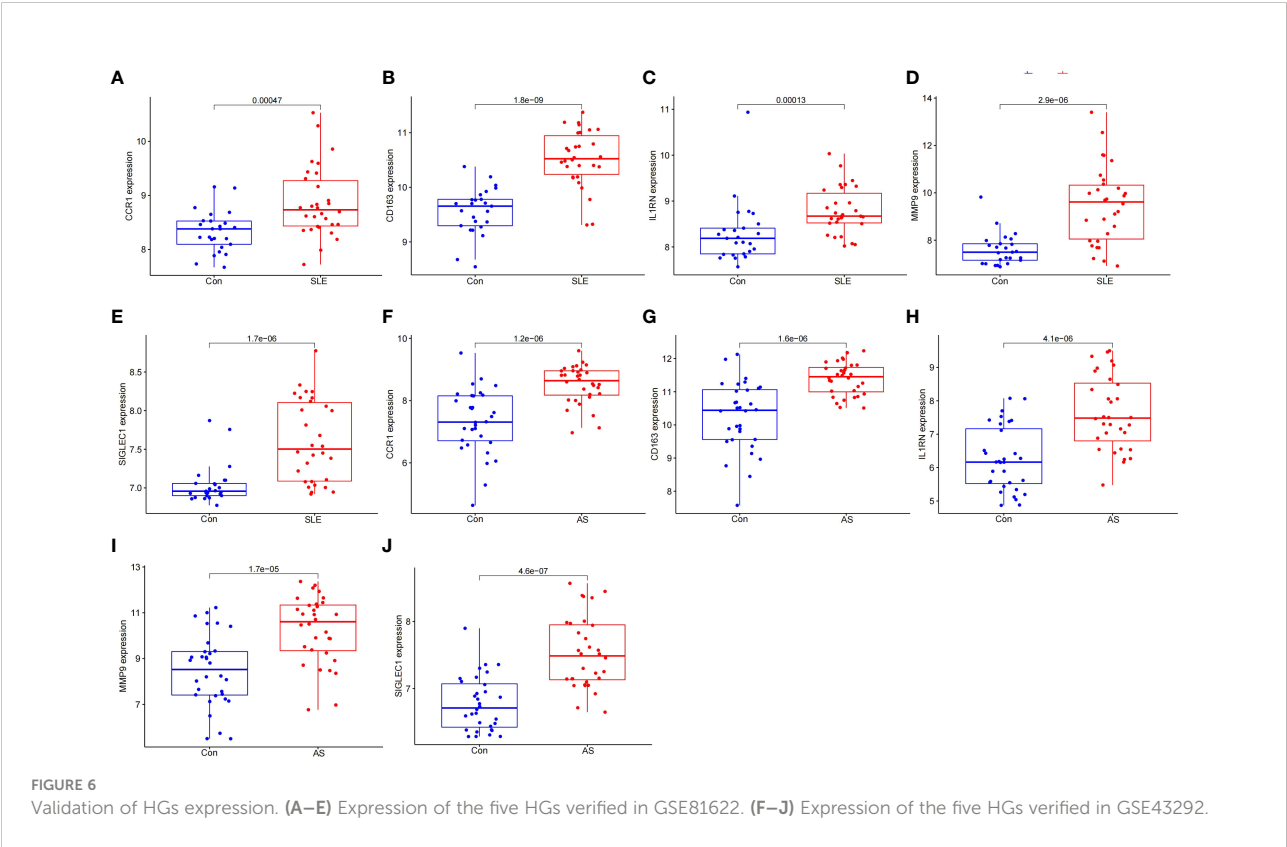 A
B
C
D
0.00047
1.8e-09
0.00013
2.9e-06
CCR1 expression
10
9
8
Con SLE
CD163 expression
11
10
9
Con SLE
IL1RN expression
11
10
9
8
Con SLE
MMP9 expression
14
12
10
8
Con SLE
E
F
G
H
1.7e-06
1.2e-06
1.6e-06
4.1e-06
SIGLEC1 expression
8.5
8.0
7.5
7.0
Con SLE
CCR1 expression
10
8
6
Con AS
CD163 expression
12
11
10
9
8
Con AS
IL1RN expression
9
8
7
6
5
Con AS
I
J
1.7e-05
4.6e-07
MMP9 expression
13
11
9
7
Con AS
SIGLEC1 expression
8
7
Con AS
FIGURE 6
Validation of HGs expression. (A–E) Expression of the five HGs verified in GSE81622. (F–J) Expression of the five HGs verified in GSE43292.